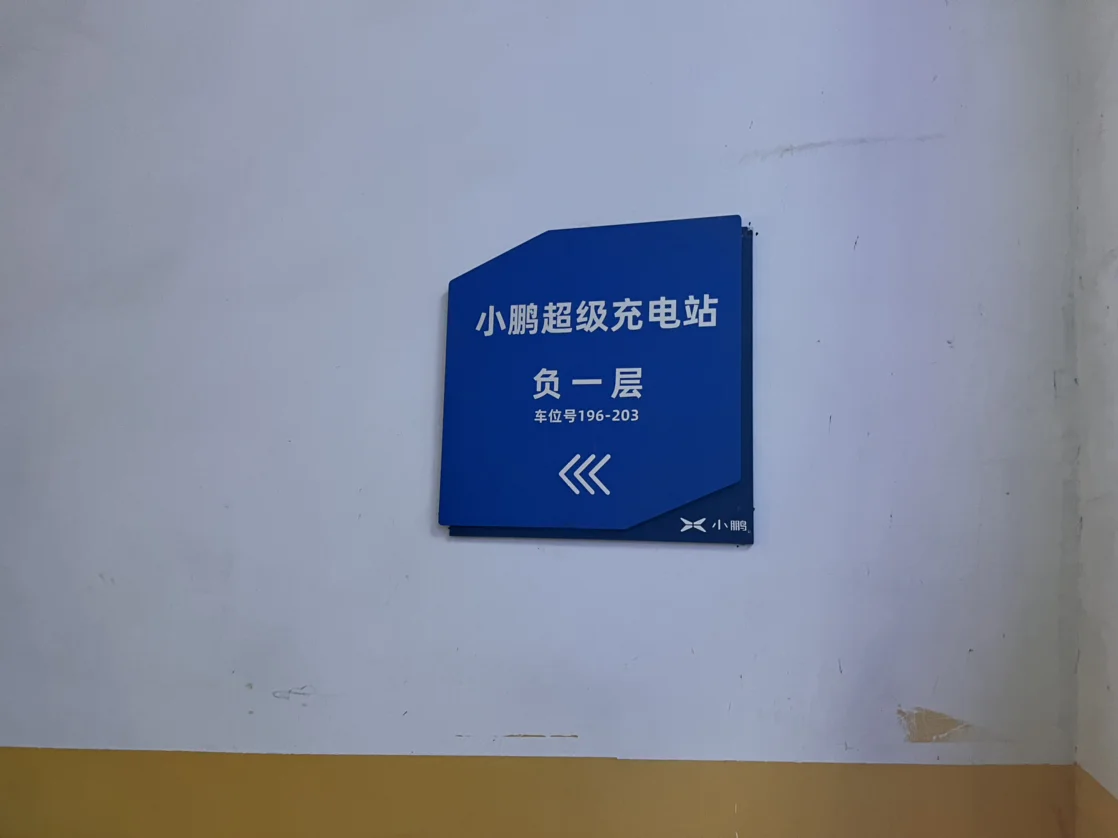 小鹏超级充电站
负一层
车位号196-203
小鹏